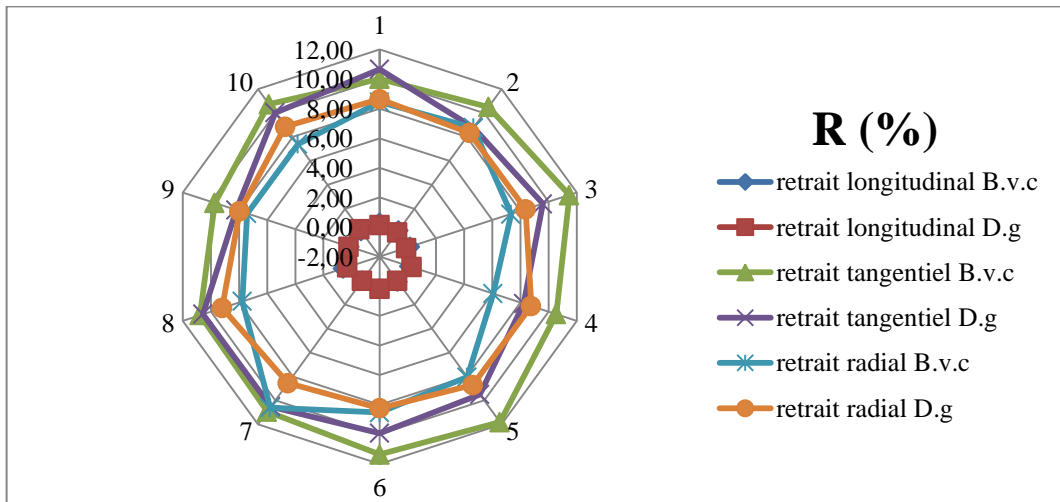 1
2
3
4
5
6
7
8
9
10
12,00
10,00
8,00
6,00
4,00
2,00
0,00
-2,00
R (%)
retrait longitudinal B.v.c
retrait longitudinal D.g
retrait tangentiel B.v.c
retrait tangentiel D.g
retrait radial B.v.c
retrait radial D.g